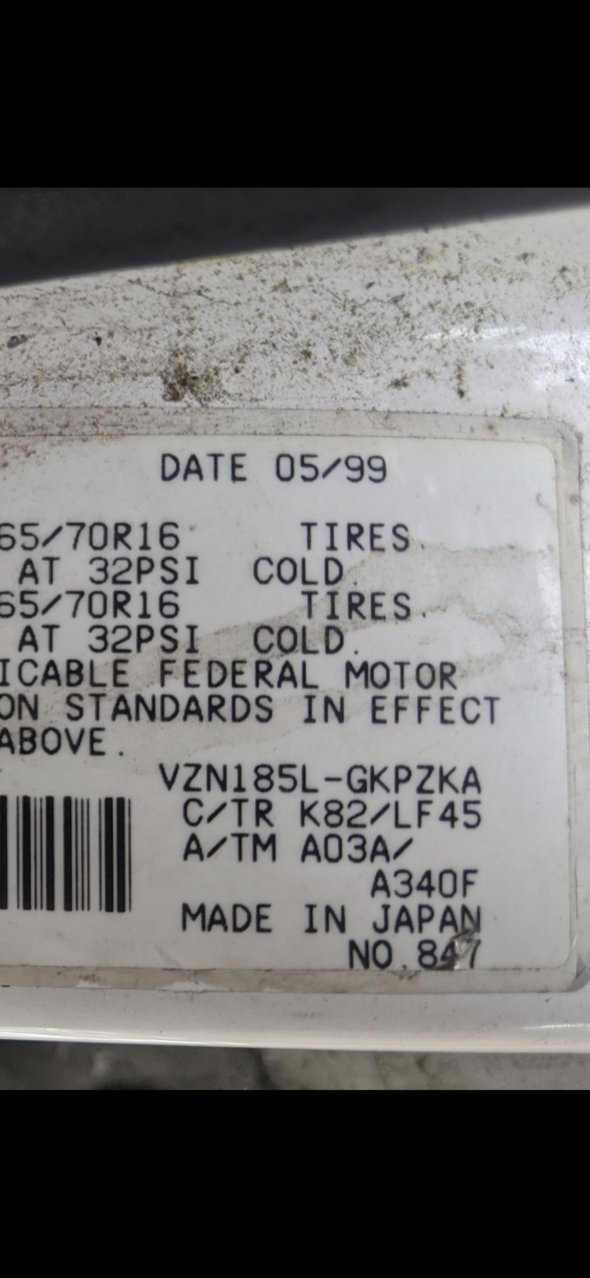 DATE 05/99
65/70R16 TIRES.
AT 32PSI COLD.
65/70R16 TIRES.
AT 32PSI COLD.
ICABLE FEDERAL MOTOR
ON STANDARDS IN EFFECT
ABOVE.
VZN185L-GKPZKA
C/TR K82/LF45
A/TM A03A/
A340F
MADE IN JAPAN
NO.847